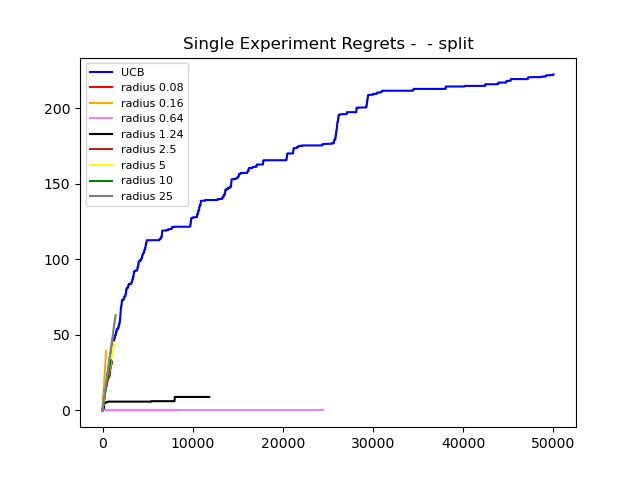 Single Experiment Regrets -  - split
UCB
radius 0.08
radius 0.16
radius 0.64
radius 1.24
radius 2.5
radius 5
radius 10
radius 25
200
150
100
50
0
0 10000 20000 30000 40000 50000